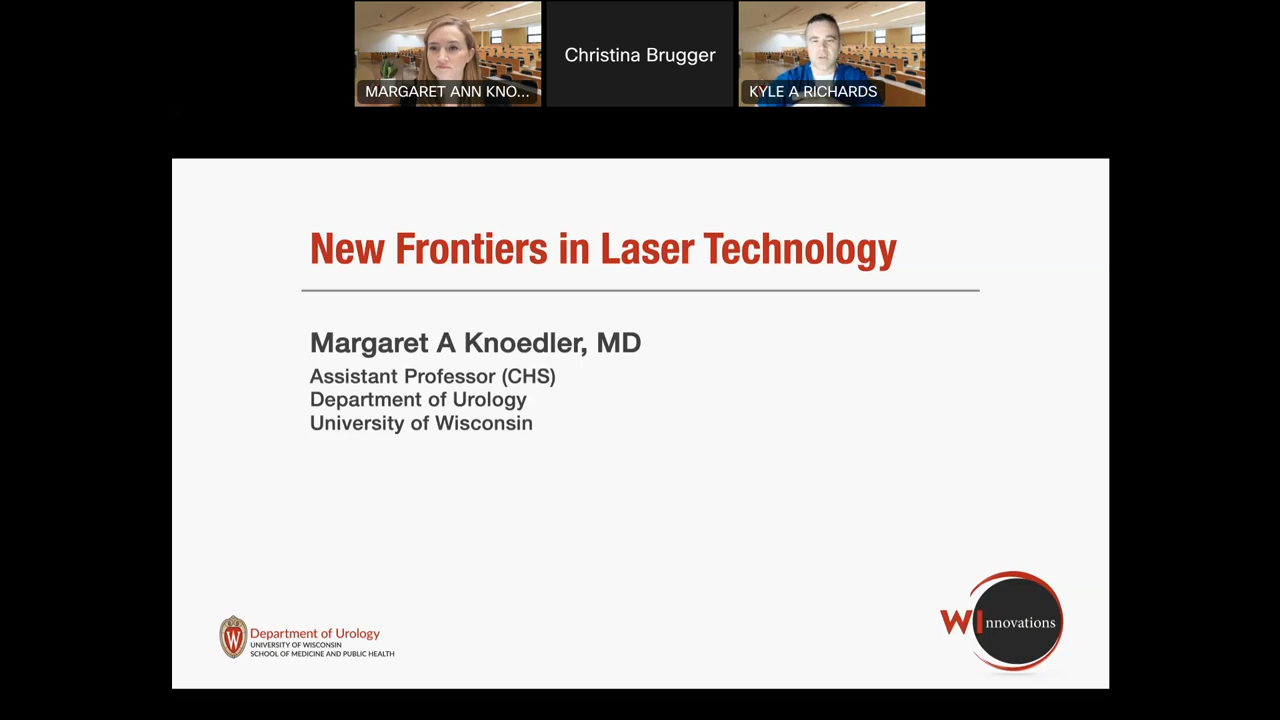 MARGARET ANN KNO...
Christina Brugger
KYLE A RICHARDS
New Frontiers in Laser Technology
Margaret A Knoedler, MD
Assistant Professor (CHS)
Department of Urology
University of Wisconsin
W
Department of Urology
UNIVERSITY OF WISCONSIN
SCHOOL OF MEDICINE AND PUBLIC HEALTH
WInnovations